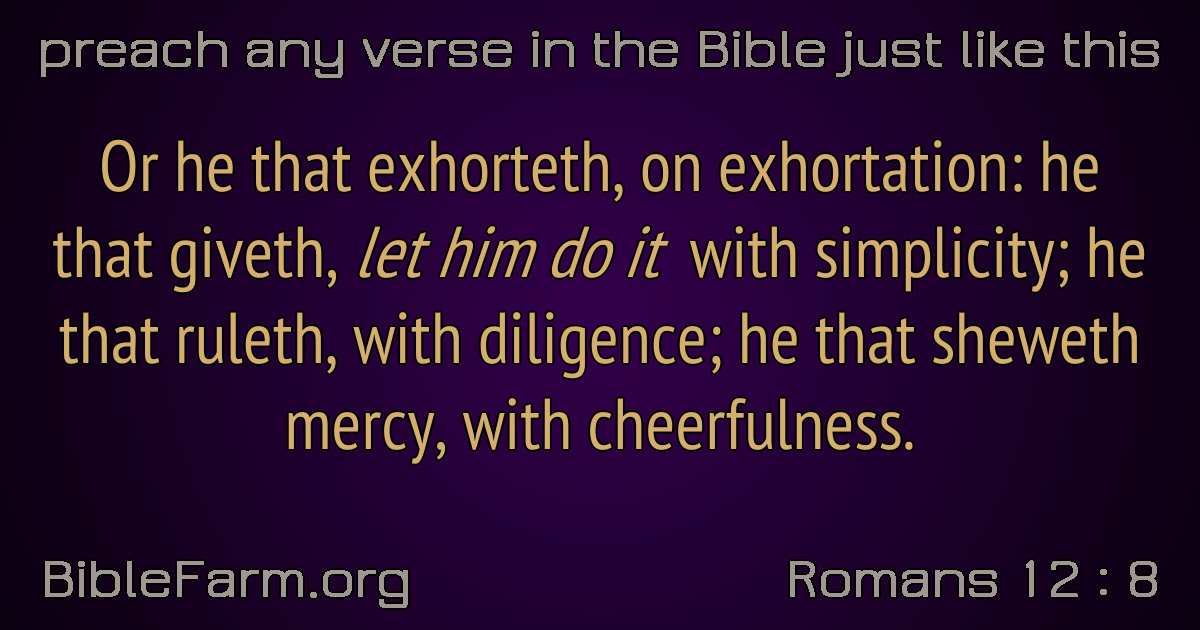 preach any verse in the Bible just like this
Or he that exhorteth, on exhortation: he
that giveth, let him do it with simplicity; he
that ruleth, with diligence; he that sheweth
mercy, with cheerfulness.
BibleFarm.org
Romans 12 : 8